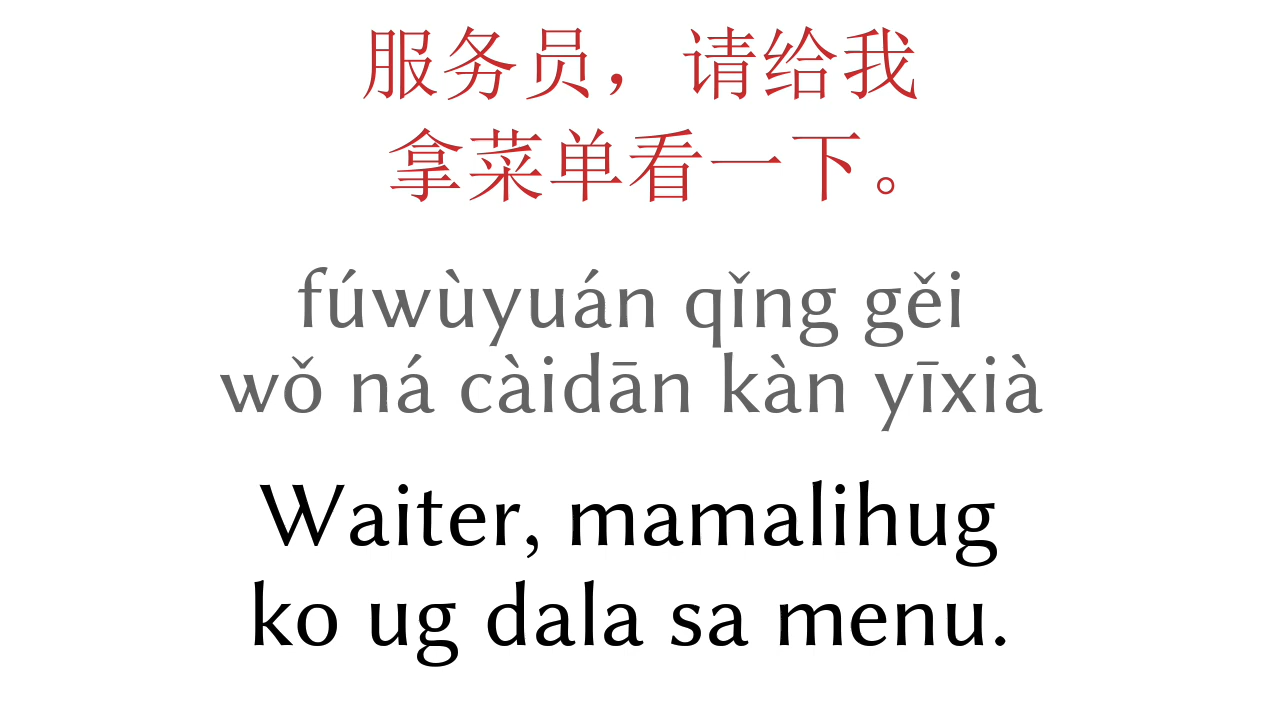 服务员，请给我
拿菜单看一下。
fúwùyuán qǐng gěi
wǒ ná càidān kàn yīxià
Waiter, mamalihug
ko ug dala sa menu.